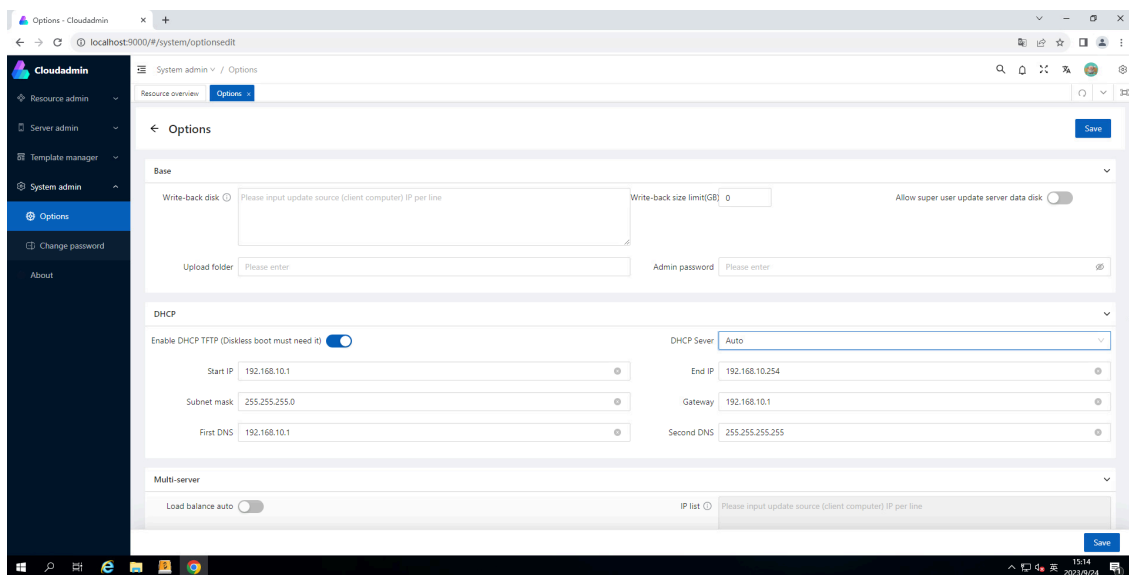 Options - Cloudadmin
localhost:9000/#/system/optionsedit
Cloudadmin
System admin / Options
Resource admin
Resource overview Options ×
Server admin
Template manager
System admin
Options
Change password
About
← Options
Save
Base
Write-back disk Please input update source (client computer) IP per line
Write-back size limit(GB) 0
Allow super user update server data disk
Upload folder Please enter
Admin password Please enter
DHCP
Enable DHCP TFTP (Diskless boot must need it)
DHCP Sever Auto
Start IP 192.168.10.1
End IP 192.168.10.254
Subnet mask 255.255.255.0
Gateway 192.168.10.1
First DNS 192.168.10.1
Second DNS 255.255.255.255
Multi-server
Load balance auto
IP list Please input update source (client computer) IP per line
Save
英
15:14
2023/9/24